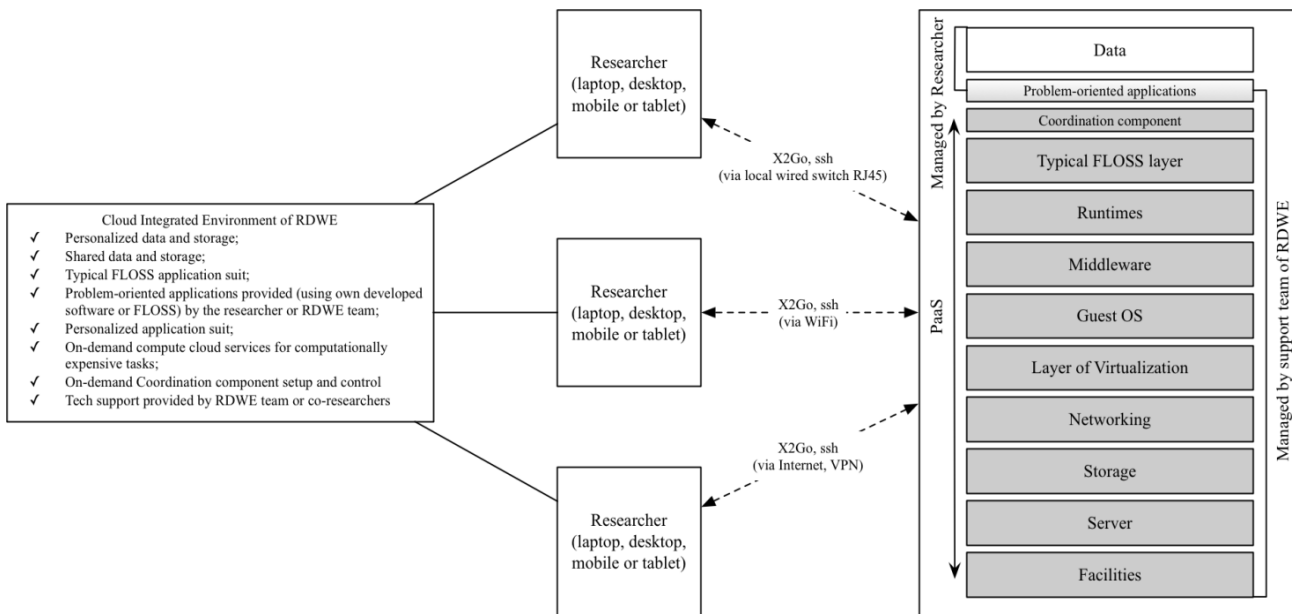 Cloud Integrated Environment of RDWE
✓ Personalized data and storage;
✓ Shared data and storage;
✓ Typical FLOSS application suit;
✓ Problem-oriented applications provided (using own developed
software or FLOSS) by the researcher or RDWE team;
✓ Personalized application suit;
✓ On-demand compute cloud services for computationally
expensive tasks;
✓ On-demand Coordination component setup and control
✓ Tech support provided by RDWE team or co-researchers
Researcher
(laptop, desktop,
mobile or tablet)
Researcher
(laptop, desktop,
mobile or tablet)
Researcher
(laptop, desktop,
mobile or tablet)
X2Go, ssh
(via local wired switch RJ45)
X2Go, ssh
(via WiFi)
X2Go, ssh
(via Internet, VPN)
Managed by Researcher
PaaS
Data
Problem-oriented applications
Coordination component
Typical FLOSS layer
Runtimes
Middleware
Guest OS
Layer of Virtualization
Networking
Storage
Server
Facilities
Managed by support team of RDWE